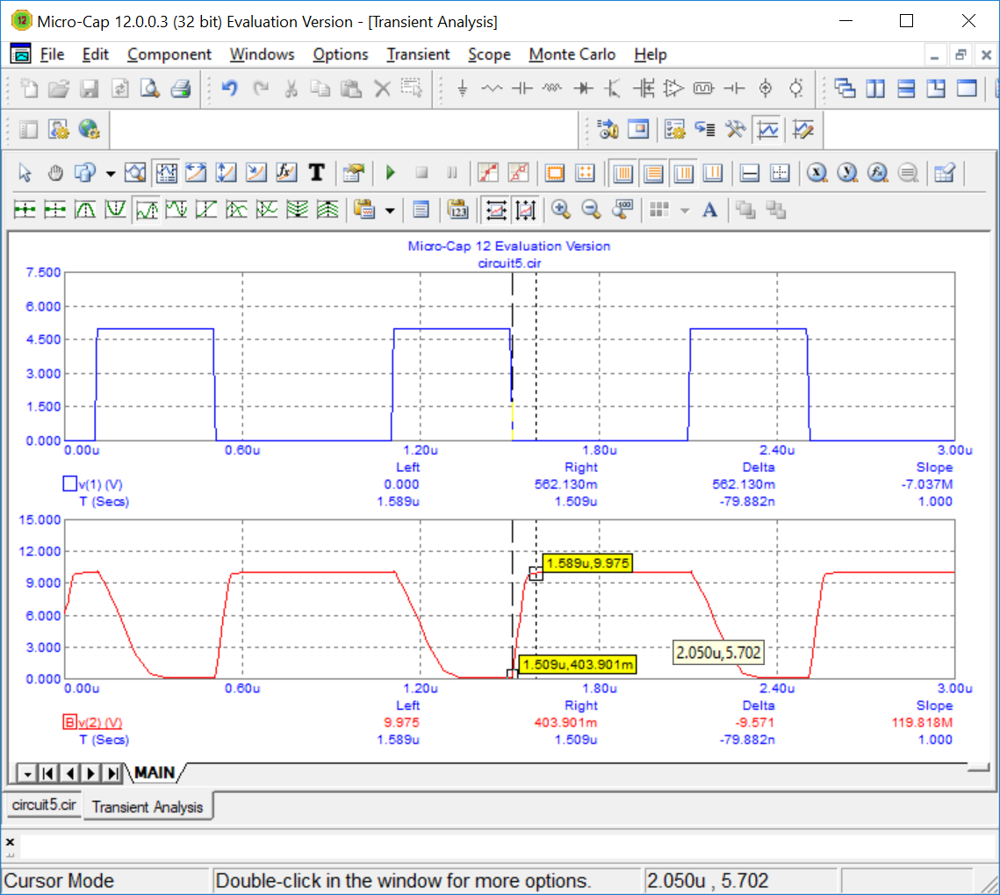 Micro-Cap 12.0.0.3 (32 bit) Evaluation Version - [Transient Analysis]
File Edit Component Windows Options Transient Scope Monte Carlo Help
Micro-Cap 12 Evaluation Version
circuit5.cir
7.500
6.000
4.500
3.000
1.500
0.000
0.00u 0.60u 1.20u 1.80u 2.40u 3.00u
Left Right Delta Slope
v(1) (V) 0.000 562.130m 562.130m -7.037M
T (Secs) 1.589u 1.509u -79.882n 1.000
15.000
12.000
9.000
6.000
3.000
0.000
1.589u,9.975
2.050u,5.702
1.509u,403.901m
0.00u 0.60u 1.20u 1.80u 2.40u 3.00u
Left Right Delta Slope
B v(2) (V) 9.975 403.901m -9.571 119.818M
T (Secs) 1.589u 1.509u -79.882n 1.000
MAIN
circuit5.cir Transient Analysis
Cursor Mode Double-click in the window for more options. 2.050u , 5.702